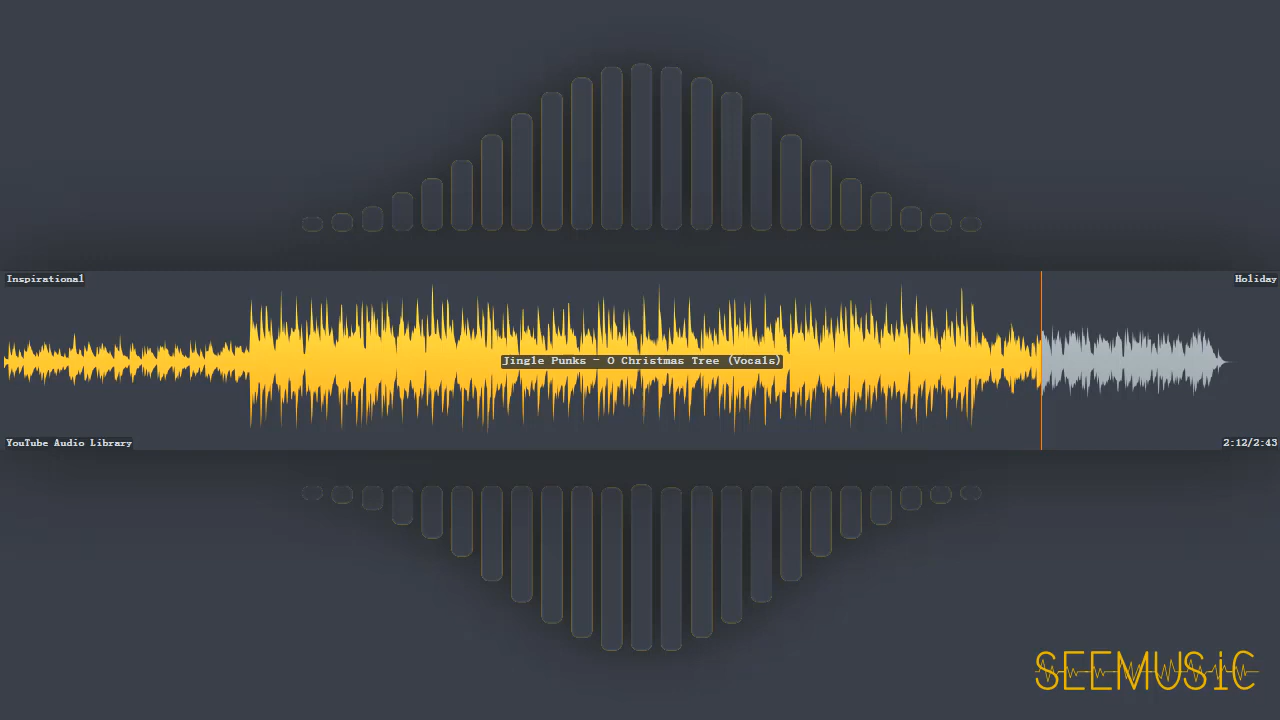 Inspirational
Holiday
Jingle Punks – O Christmas Tree (Vocals)
YouTube Audio Library
2:12/2:43
SEEMUSiC